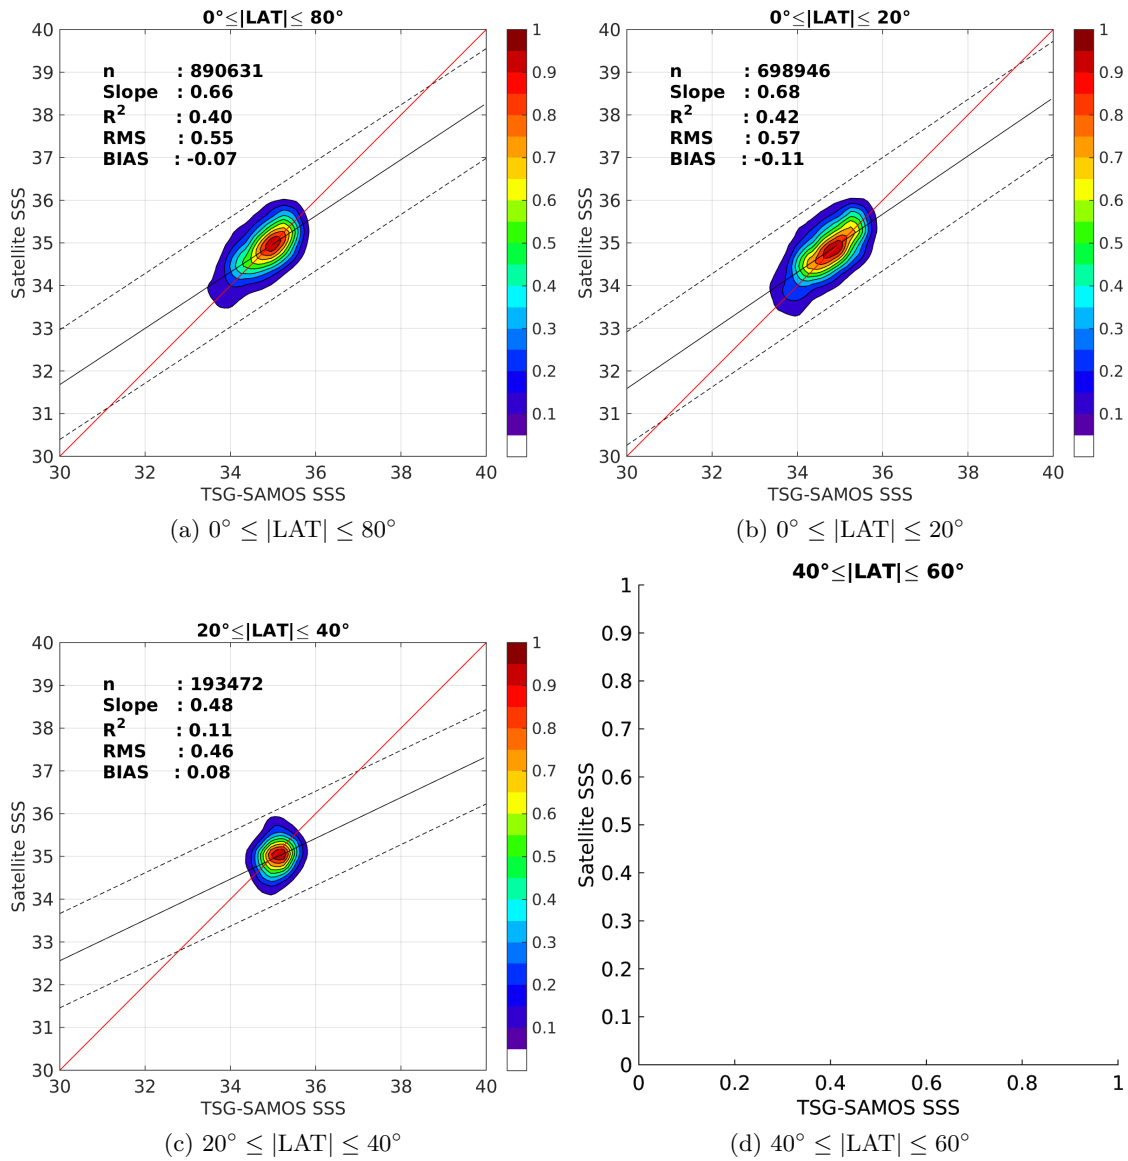 0°≤|LAT|≤ 80°
n : 890631
Slope : 0.66
R² : 0.40
RMS : 0.55
BIAS : -0.07
40
39
38
37
36
35
34
33
32
31
30
Satellite SSS
30 32 34 36 38 40
TSG-SAMOS SSS
1
0.9
0.8
0.7
0.6
0.5
0.4
0.3
0.2
0.1
(a) 0° ≤ |LAT| ≤ 80°
0°≤|LAT|≤ 20°
n : 698946
Slope : 0.68
R² : 0.42
RMS : 0.57
BIAS : -0.11
40
39
38
37
36
35
34
33
32
31
30
Satellite SSS
30 32 34 36 38 40
TSG-SAMOS SSS
1
0.9
0.8
0.7
0.6
0.5
0.4
0.3
0.2
0.1
(b) 0° ≤ |LAT| ≤ 20°
20°≤|LAT|≤ 40°
n : 193472
Slope : 0.48
R² : 0.11
RMS : 0.46
BIAS : 0.08
40
39
38
37
36
35
34
33
32
31
30
Satellite SSS
30 32 34 36 38 40
TSG-SAMOS SSS
1
0.9
0.8
0.7
0.6
0.5
0.4
0.3
0.2
0.1
(c) 20° ≤ |LAT| ≤ 40°
40°≤|LAT|≤ 60°
1
0.9
0.8
0.7
0.6
0.5
0.4
0.3
0.2
0.1
0
Satellite SSS
0 0.2 0.4 0.6 0.8 1
TSG-SAMOS SSS
(d) 40° ≤ |LAT| ≤ 60°